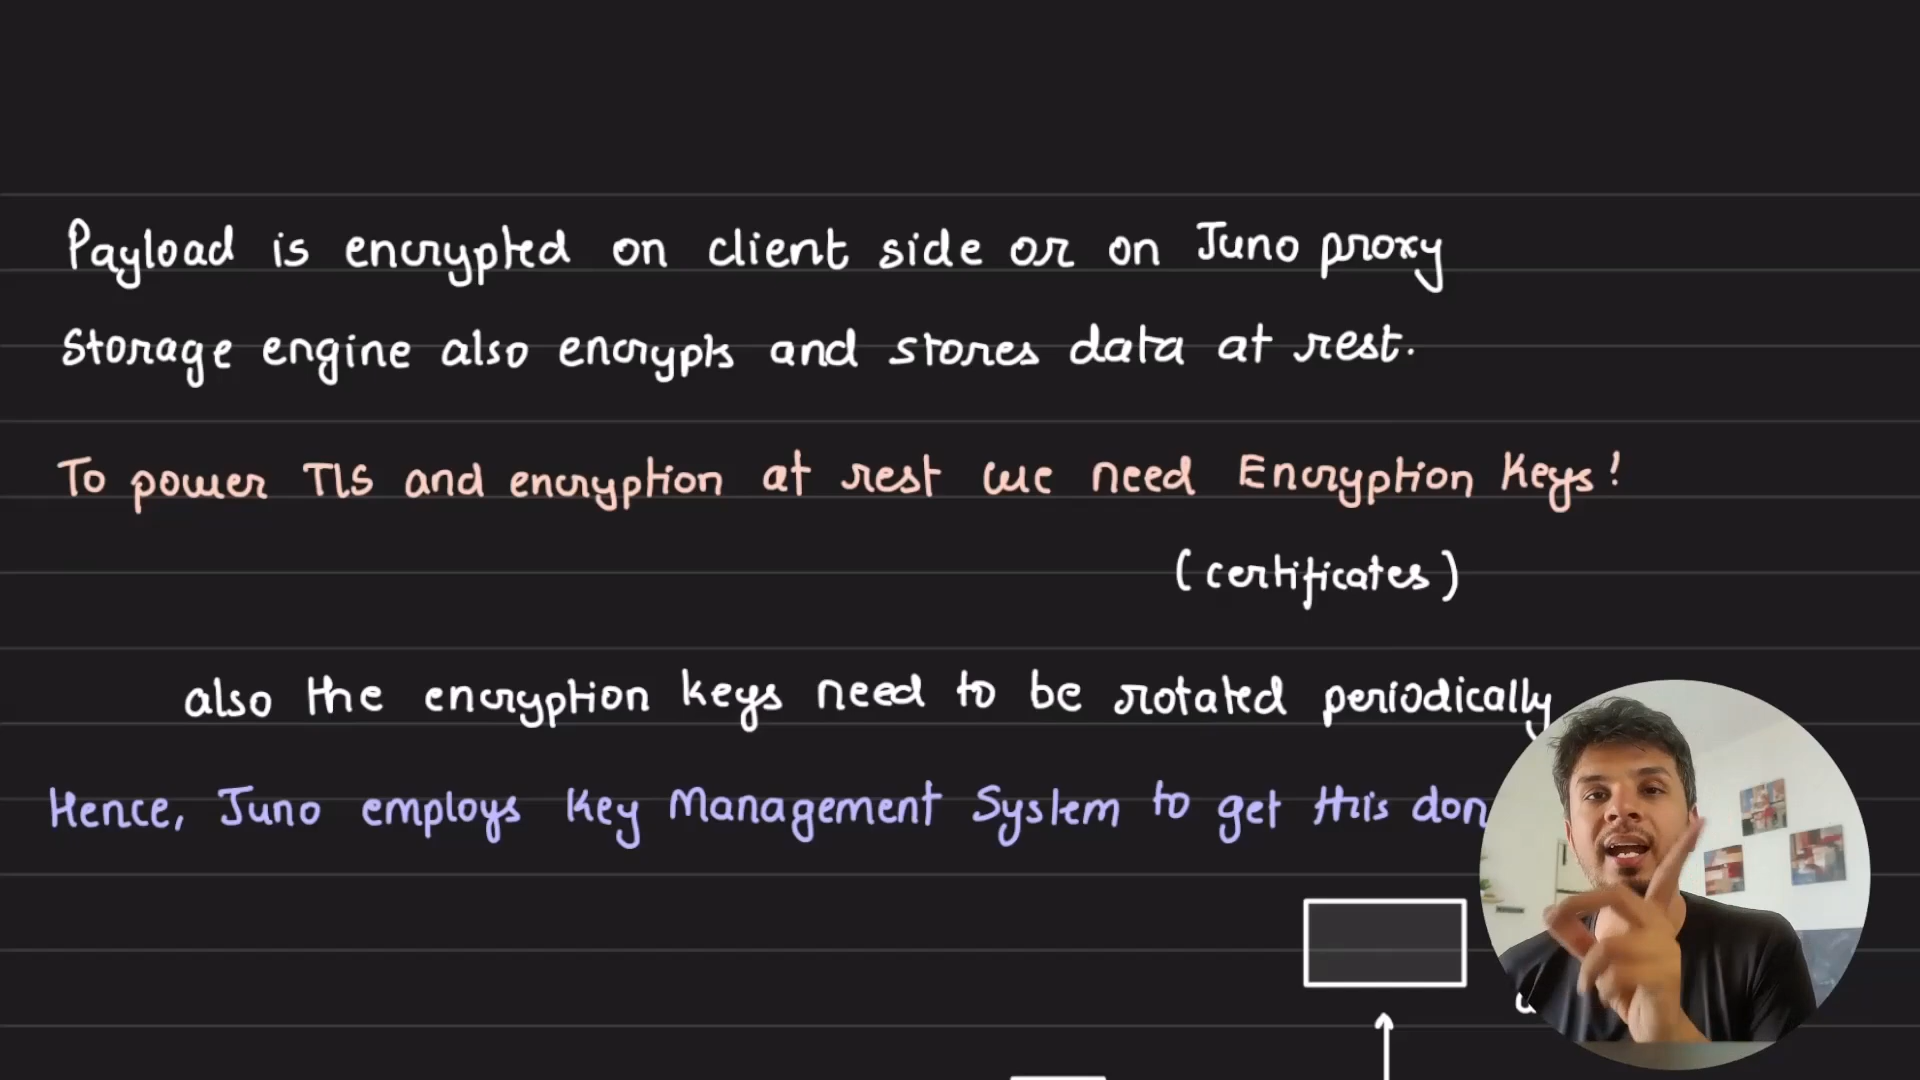 Payload is encrypted on client side or on Juno proxy
Storage engine also encrypts and stores data at rest.
To power TLS and encryption at rest we need Encryption Keys!
(certificates)
also the encryption keys need to be rotated periodically
Hence, Juno employs Key Management System to get this don